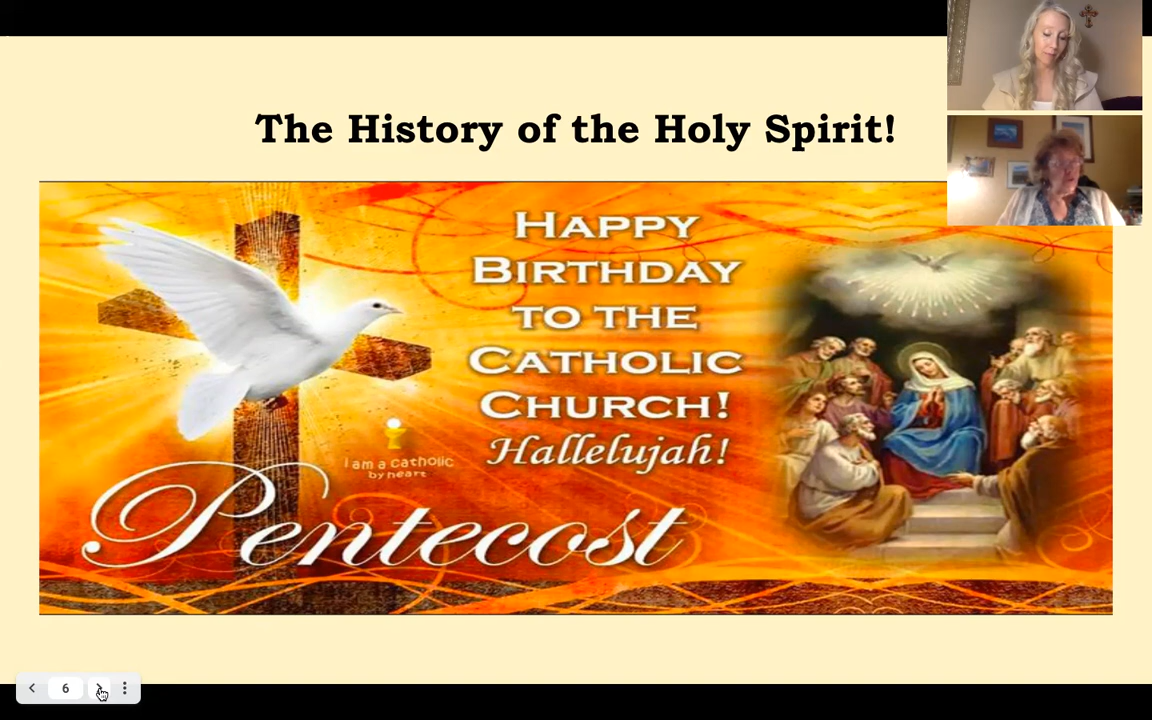 The History of the Holy Spirit!
HAPPY
BIRTHDAY
TO THE
CATHOLIC
CHURCH!
Hallelujah!
I am a catholic
by heart
Pentecost
6